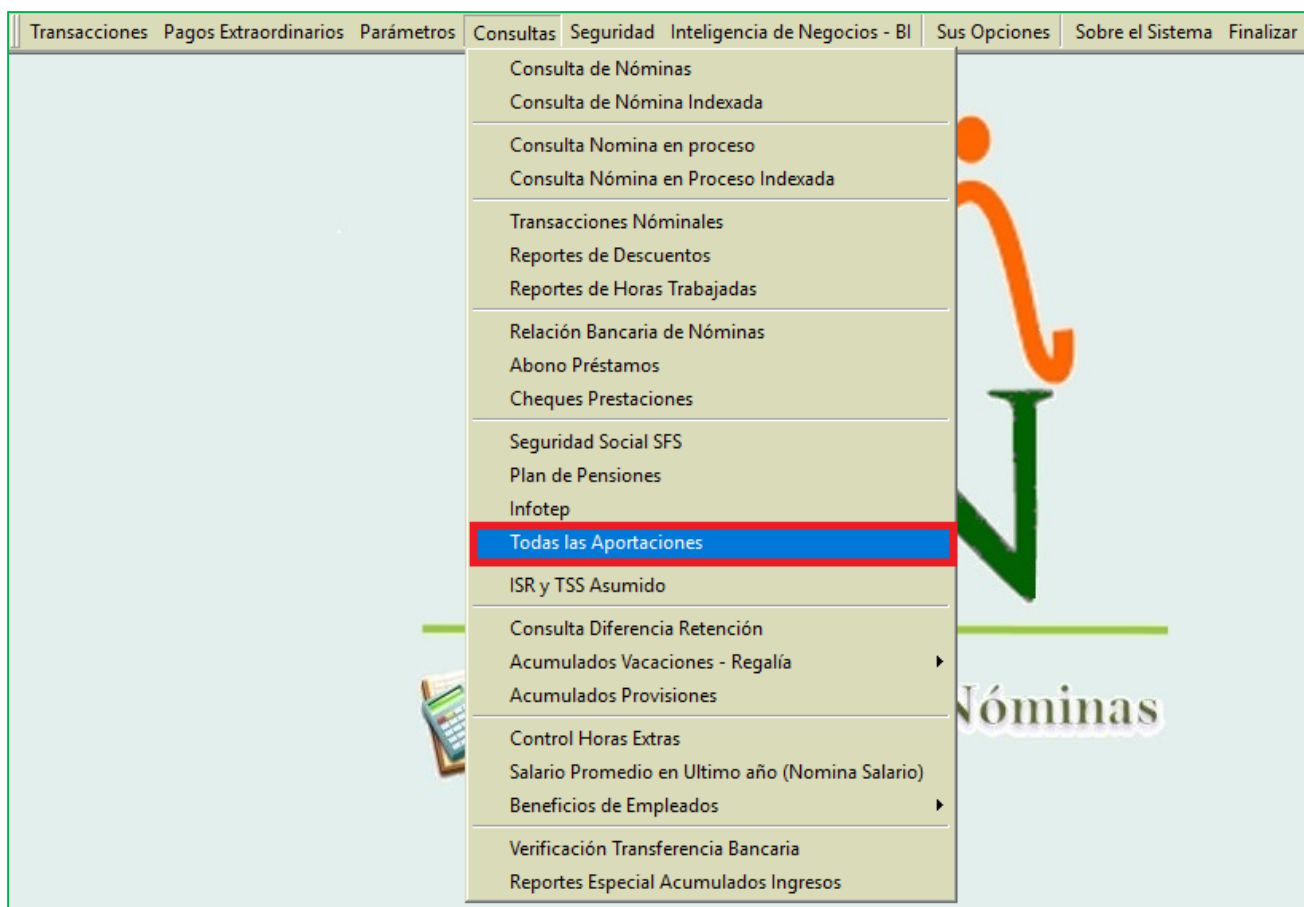 Transacciones Pagos Extraordinarios Parámetros Consultas Seguridad Inteligencia de Negocios - BI Sus Opciones Sobre el Sistema Finalizar
Consulta de Nóminas
Consulta de Nómina Indexada
Consulta Nomina en proceso
Consulta Nómina en Proceso Indexada
Transacciones Nóminales
Reportes de Descuentos
Reportes de Horas Trabajadas
Relación Bancaria de Nóminas
Abono Préstamos
Cheques Prestaciones
Seguridad Social SFS
Plan de Pensiones
Infotep
Todas las Aportaciones
ISR y TSS Asumido
Consulta Diferencia Retención
Acumulados Vacaciones - Regalía
Acumulados Provisiones
Control Horas Extras
Salario Promedio en Ultimo año (Nomina Salario)
Beneficios de Empleados
Verificación Transferencia Bancaria
Reportes Especial Acumulados Ingresos
i
N
Nóminas